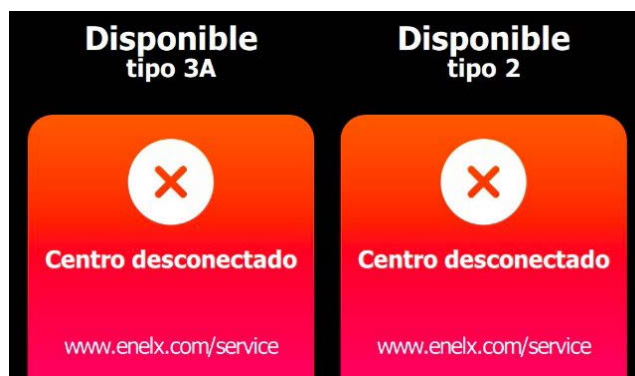 Disponible
tipo 3A
Centro desconectado
www.enelx.com/service
Disponible
tipo 2
Centro desconectado
www.enelx.com/service